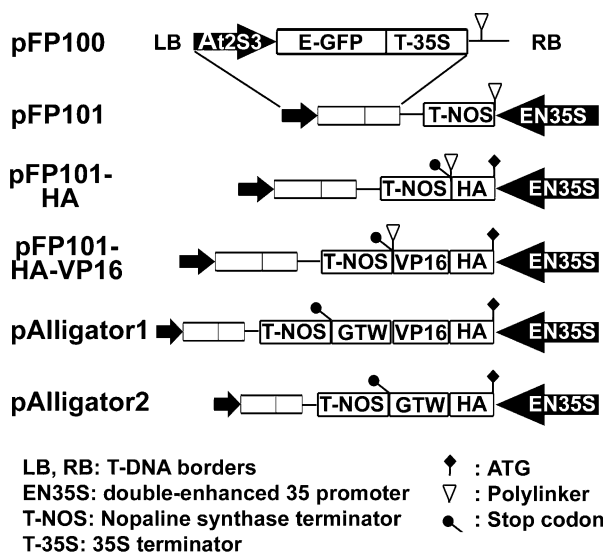 pFP100 LB At2S3 E-GFP T-35S RB
pFP101 T-NOS EN35S
pFP101-
HA T-NOS HA EN35S
pFP101-
HA-VP16 T-NOS VP16 HA EN35S
pAlligator1 T-NOS GTW VP16 HA EN35S
pAlligator2 T-NOS GTW HA EN35S
LB, RB: T-DNA borders
EN35S: double-enhanced 35 promoter
T-NOS: Nopaline synthase terminator
T-35S: 35S terminator
: ATG
: Polylinker
: Stop codon